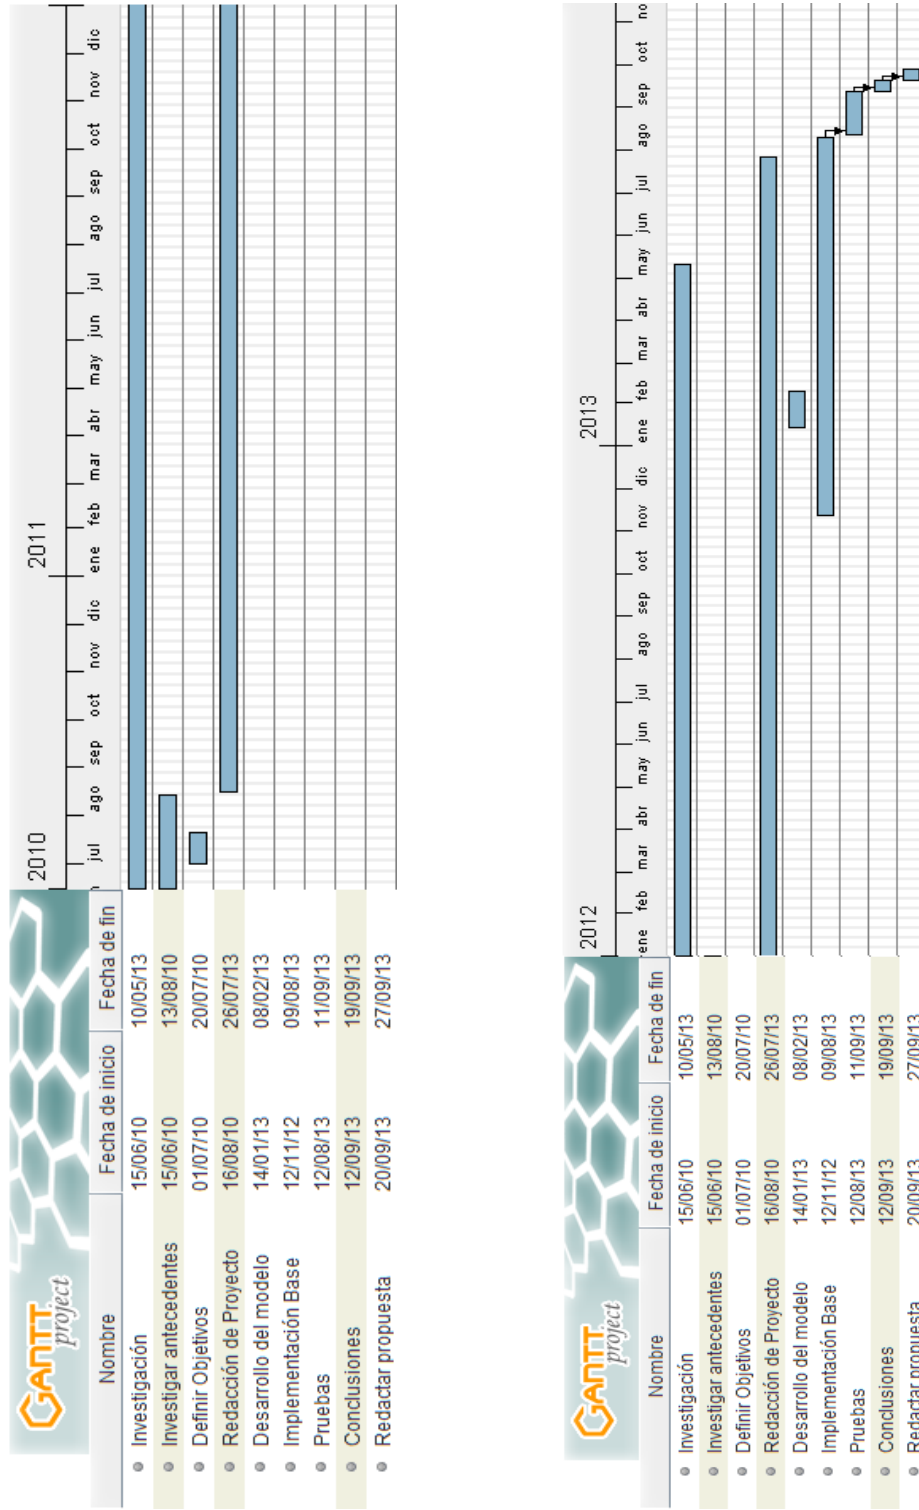 GANTT project
2010 2011
Nombre Fecha de inicio Fecha de fin jul ago sep oct nov dic ene feb mar abr may jun jul ago sep oct nov dic
Investigación 15/06/10 10/05/13
Investigar antecedentes 15/06/10 13/08/10
Definir Objetivos 01/07/10 20/07/10
Redacción de Proyecto 16/08/10 26/07/13
Desarrollo del modelo 14/01/13 08/02/13
Implementación Base 12/11/12 09/08/13
Pruebas 12/08/13 11/09/13
Conclusiones 12/09/13 19/09/13
Redactar propuesta 20/09/13 27/09/13
GANTT project
2012 2013
Nombre Fecha de inicio Fecha de fin ene feb mar abr may jun jul ago sep oct nov dic ene feb mar abr may jun jul ago sep oct no
Investigación 15/06/10 10/05/13
Investigar antecedentes 15/06/10 13/08/10
Definir Objetivos 01/07/10 20/07/10
Redacción de Proyecto 16/08/10 26/07/13
Desarrollo del modelo 14/01/13 08/02/13
Implementación Base 12/11/12 09/08/13
Pruebas 12/08/13 11/09/13
Conclusiones 12/09/13 19/09/13
Redactar propuesta 20/09/13 27/09/13